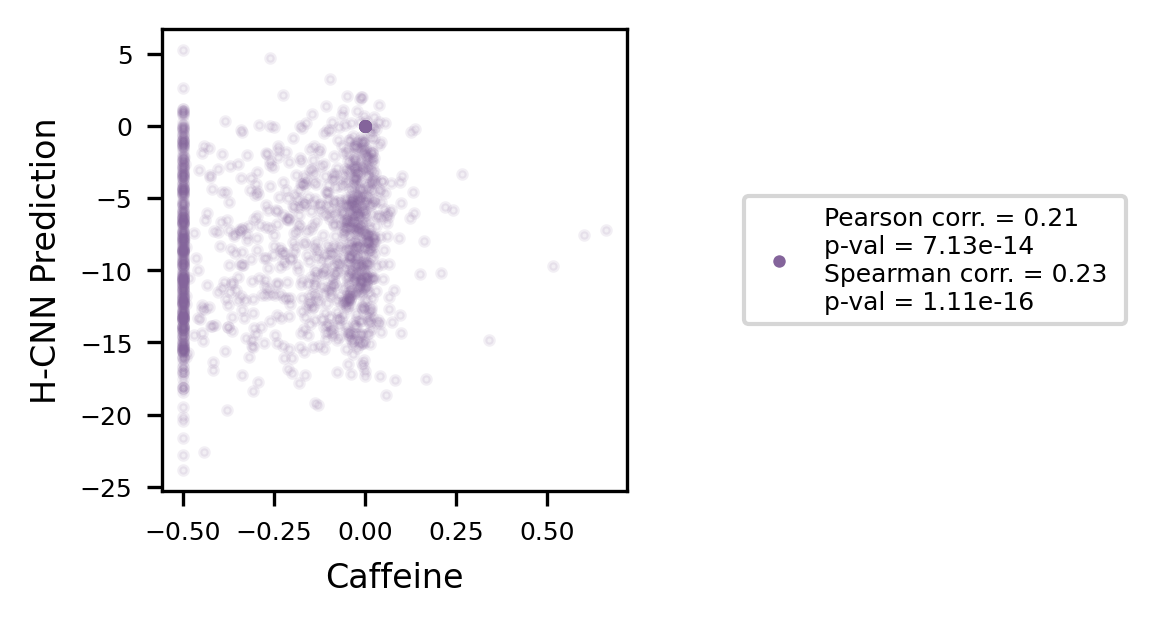 H-CNN Prediction
5
0
−5
−10
−15
−20
−25
−0.50 −0.25 0.00 0.25 0.50
Caffeine
Pearson corr. = 0.21
p-val = 7.13e-14
Spearman corr. = 0.23
p-val = 1.11e-16